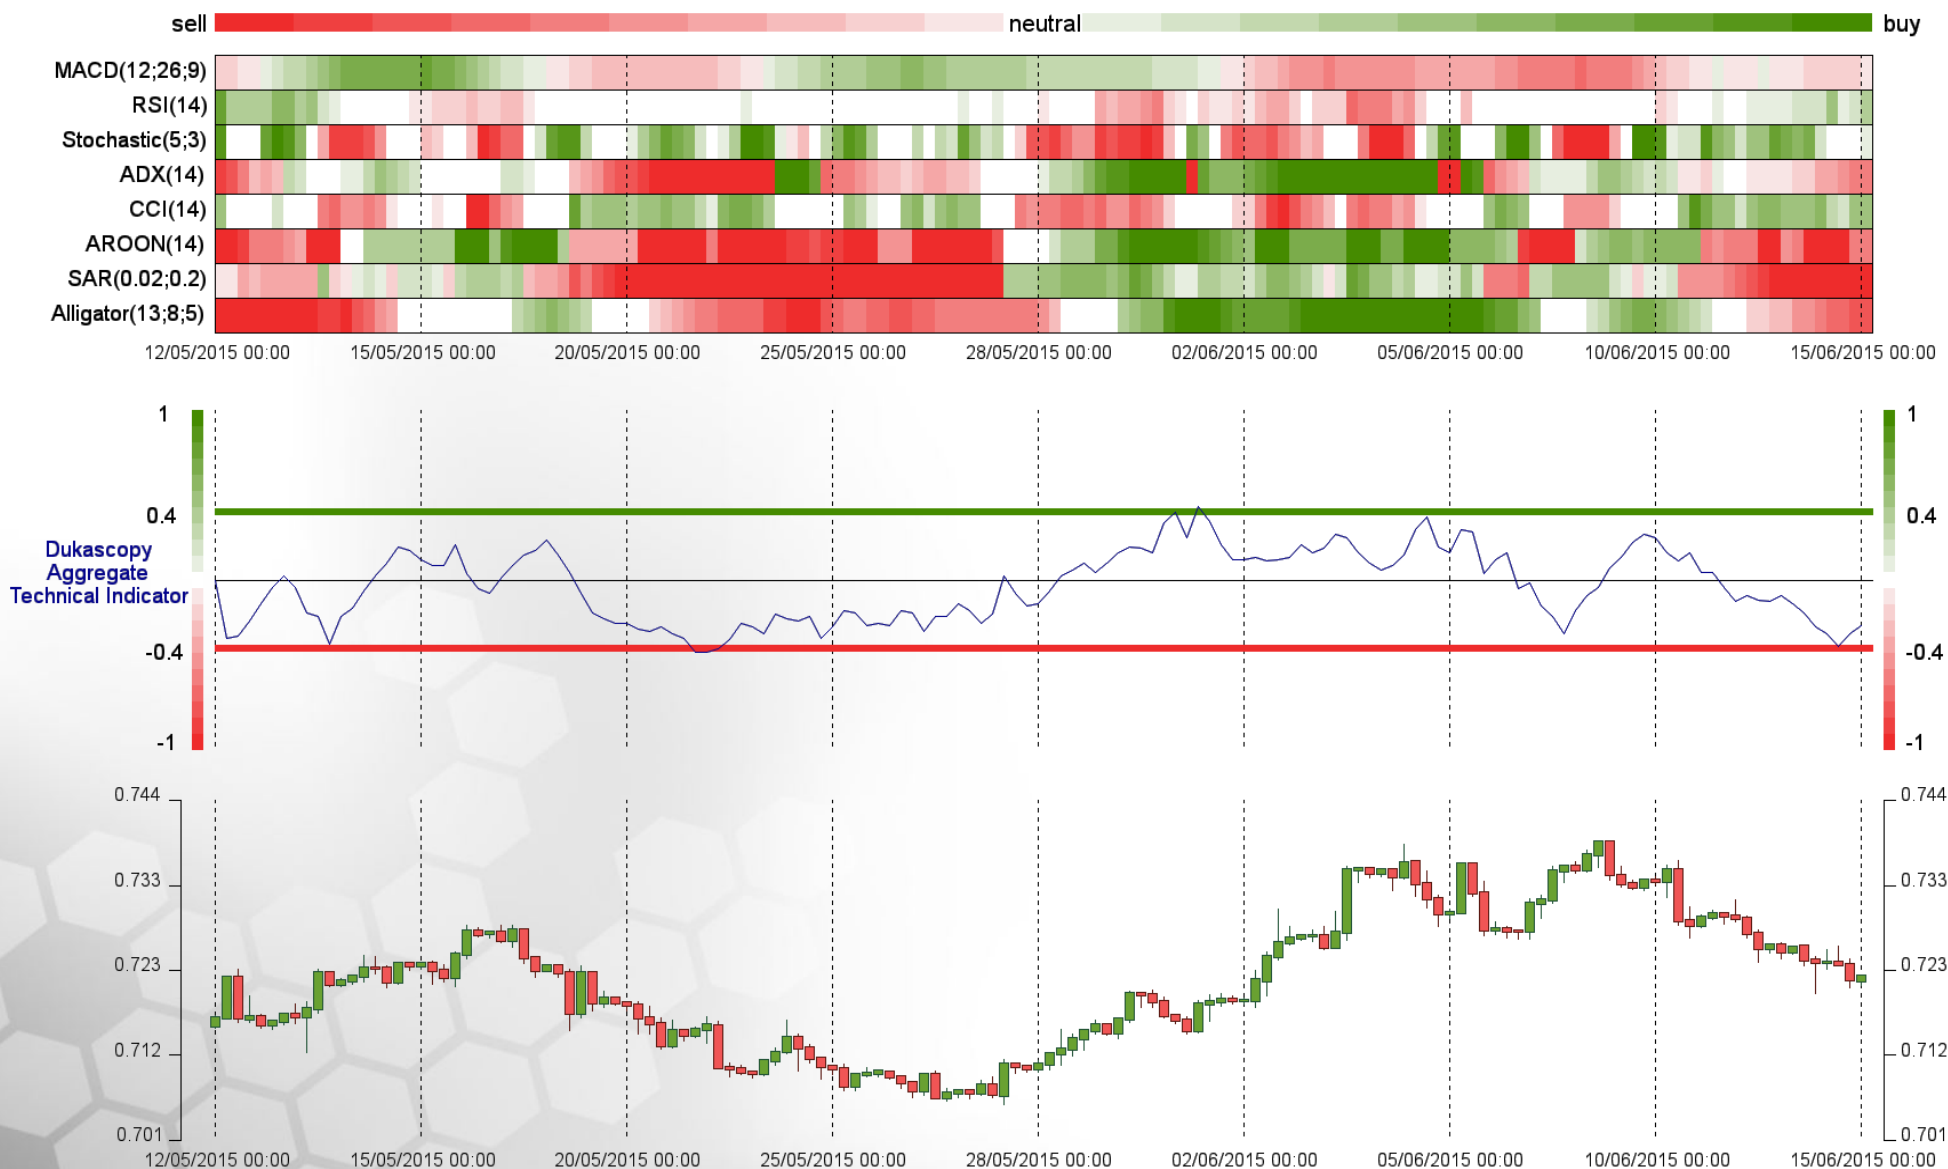 sell neutral buy
MACD(12;26;9)
RSI(14)
Stochastic(5;3)
ADX(14)
CCI(14)
AROON(14)
SAR(0.02;0.2)
Alligator(13;8;5)
12/05/2015 00:00 15/05/2015 00:00 20/05/2015 00:00 25/05/2015 00:00 28/05/2015 00:00 02/06/2015 00:00 05/06/2015 00:00 10/06/2015 00:00 15/06/2015 00:00
1 1
0.4 0.4
Dukascopy
Aggregate
Technical Indicator
-0.4 -0.4
-1 -1
0.744 0.744
0.733 0.733
0.723 0.723
0.712 0.712
0.701 0.701
12/05/2015 00:00 15/05/2015 00:00 20/05/2015 00:00 25/05/2015 00:00 28/05/2015 00:00 02/06/2015 00:00 05/06/2015 00:00 10/06/2015 00:00 15/06/2015 00:00